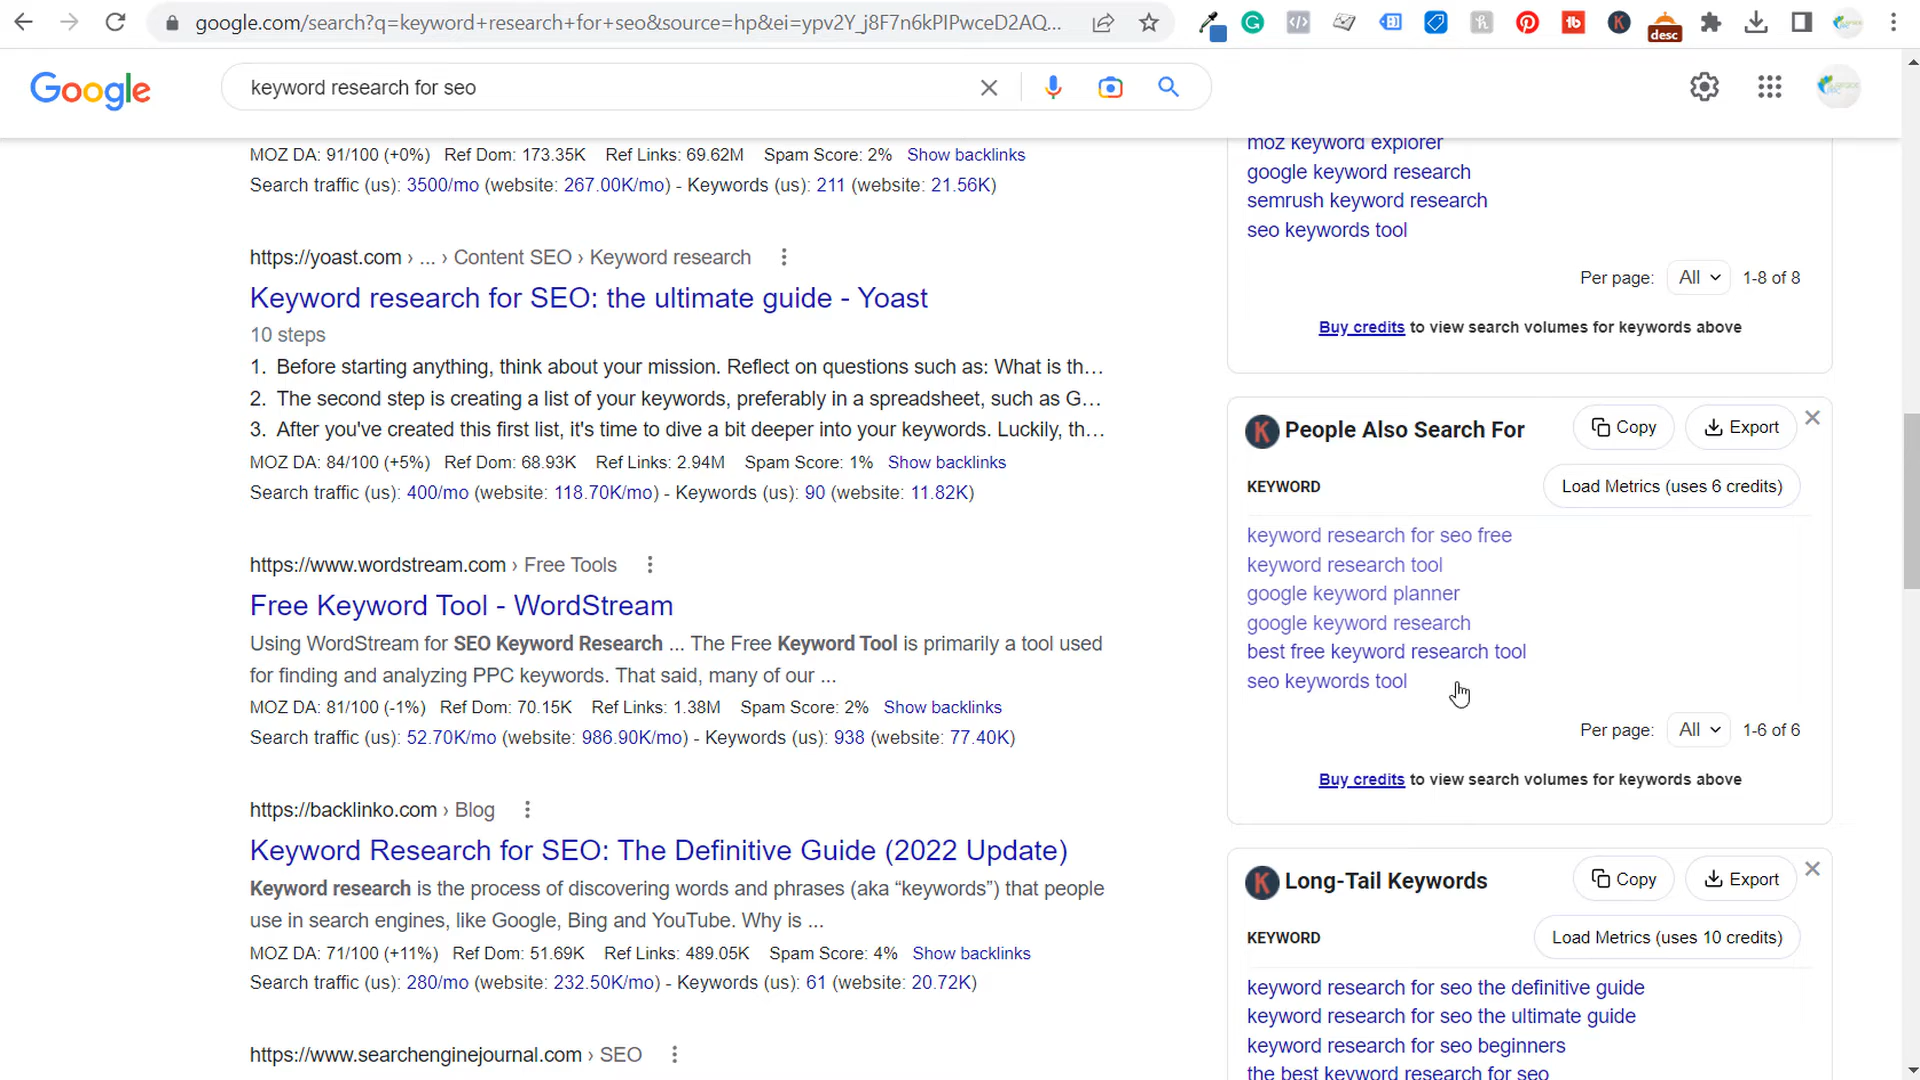 google.com/search?q=keyword+research+for+seo&source=hp&ei=ypv2Y_j8F7n6kPIPwceD2AQ...
desc
Google
keyword research for seo
MOZ DA: 91/100 (+0%) Ref Dom: 173.35K Ref Links: 69.62M Spam Score: 2% Show backlinks
Search traffic (us): 3500/mo (website: 267.00K/mo) - Keywords (us): 211 (website: 21.56K)
https://yoast.com › ... › Content SEO › Keyword research
Keyword research for SEO: the ultimate guide - Yoast
10 steps
1. Before starting anything, think about your mission. Reflect on questions such as: What is th...
2. The second step is creating a list of your keywords, preferably in a spreadsheet, such as G...
3. After you've created this first list, it's time to dive a bit deeper into your keywords. Luckily, th...
MOZ DA: 84/100 (+5%) Ref Dom: 68.93K Ref Links: 2.94M Spam Score: 1% Show backlinks
Search traffic (us): 400/mo (website: 118.70K/mo) - Keywords (us): 90 (website: 11.82K)
https://www.wordstream.com › Free Tools
Free Keyword Tool - WordStream
Using WordStream for SEO Keyword Research ... The Free Keyword Tool is primarily a tool used
for finding and analyzing PPC keywords. That said, many of our ...
MOZ DA: 81/100 (-1%) Ref Dom: 70.15K Ref Links: 1.38M Spam Score: 2% Show backlinks
Search traffic (us): 52.70K/mo (website: 986.90K/mo) - Keywords (us): 938 (website: 77.40K)
https://backlinko.com › Blog
Keyword Research for SEO: The Definitive Guide (2022 Update)
Keyword research is the process of discovering words and phrases (aka “keywords”) that people
use in search engines, like Google, Bing and YouTube. Why is ...
MOZ DA: 71/100 (+11%) Ref Dom: 51.69K Ref Links: 489.05K Spam Score: 4% Show backlinks
Search traffic (us): 280/mo (website: 232.50K/mo) - Keywords (us): 61 (website: 20.72K)
https://www.searchenginejournal.com › SEO
moz keyword explorer
google keyword research
semrush keyword research
seo keywords tool
Per page: All 1-8 of 8
Buy credits to view search volumes for keywords above
K People Also Search For Copy Export
KEYWORD Load Metrics (uses 6 credits)
keyword research for seo free
keyword research tool
google keyword planner
google keyword research
best free keyword research tool
seo keywords tool
Per page: All 1-6 of 6
Buy credits to view search volumes for keywords above
K Long-Tail Keywords Copy Export
KEYWORD Load Metrics (uses 10 credits)
keyword research for seo the definitive guide
keyword research for seo the ultimate guide
keyword research for seo beginners
the best keyword research for seo